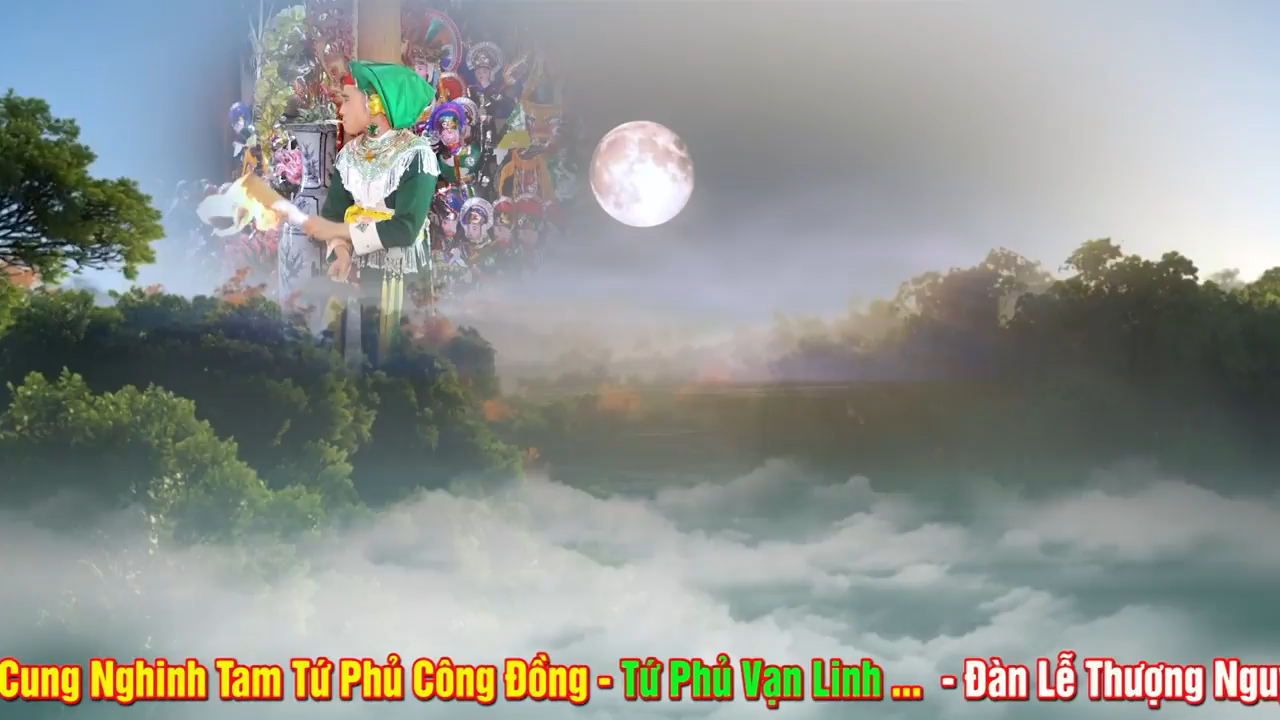 Cung Nghinh Tam Tứ Phủ Công Đồng - Tứ Phủ Vạn Linh ... - Đàn Lễ Thượng